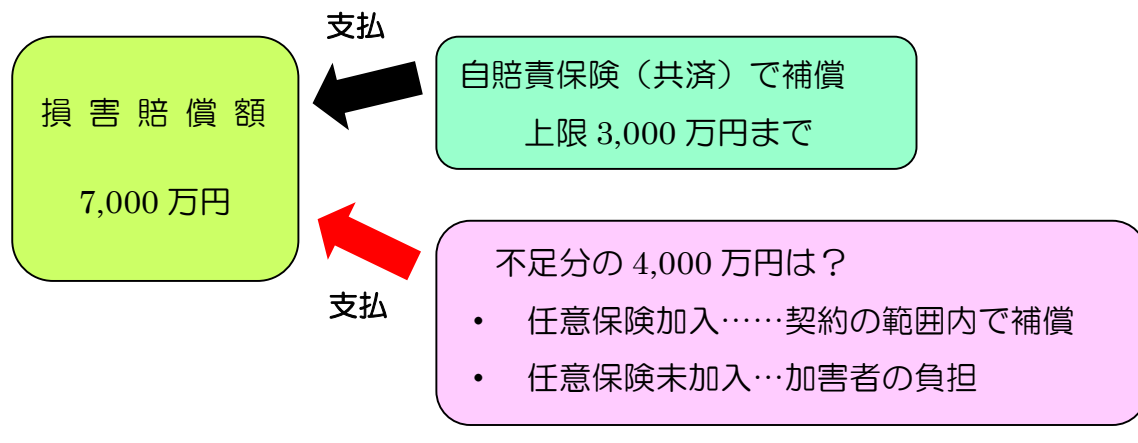 支払
損害賠償額
7,000 万円
自賠責保険（共済）で補償
上限 3,000 万円まで
不足分の 4,000 万円は？
・ 任意保険加入……契約の範囲内で補償
・ 任意保険未加入…加害者の負担
支払